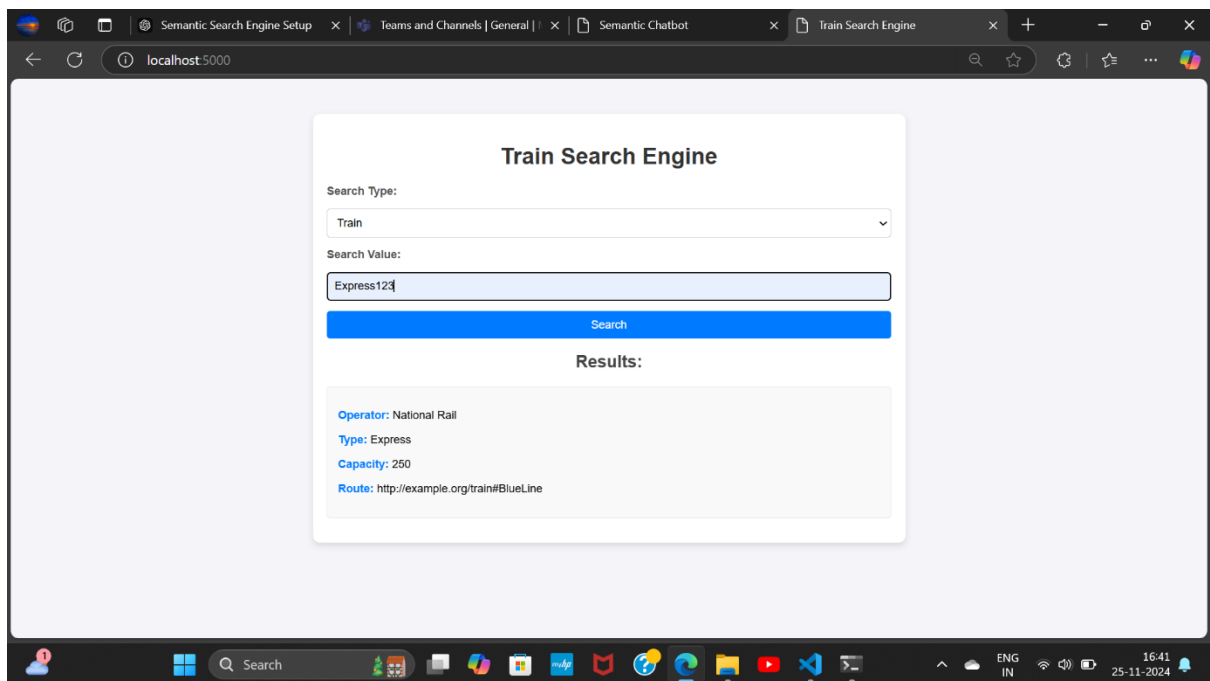 Semantic Search Engine Setup
Teams and Channels | General |
Semantic Chatbot
Train Search Engine
localhost:5000
Train Search Engine
Search Type:
Train
Search Value:
Express123
Search
Results:
Operator: National Rail
Type: Express
Capacity: 250
Route: http://example.org/train#BlueLine
1
Search
myhp
ENG
IN
16:41
25-11-2024